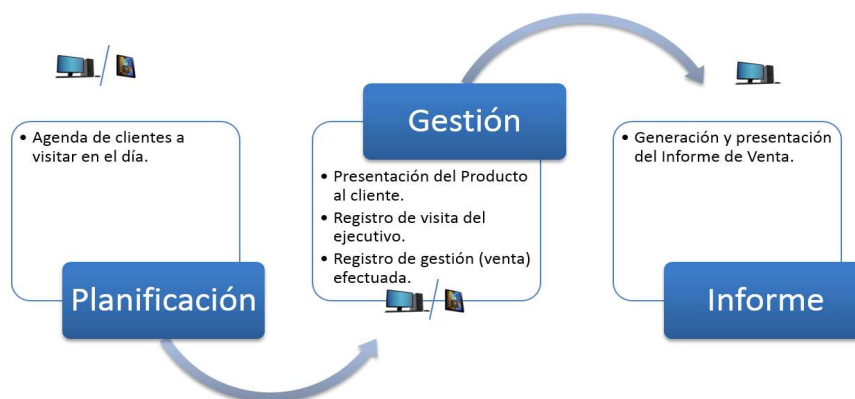 • Agenda de clientes a
visitar en el día.
Planificación
Gestión
• Presentación del Producto
al cliente.
• Registro de visita del
ejecutivo.
• Registro de gestión (venta)
efectuada.
• Generación y presentación
del Informe de Venta.
Informe